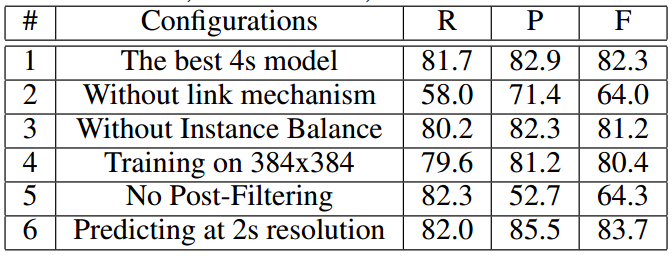 # Configurations R P F
1 The best 4s model 81.7 82.9 82.3
2 Without link mechanism 58.0 71.4 64.0
3 Without Instance Balance 80.2 82.3 81.2
4 Training on 384x384 79.6 81.2 80.4
5 No Post-Filtering 82.3 52.7 64.3
6 Predicting at 2s resolution 82.0 85.5 83.7